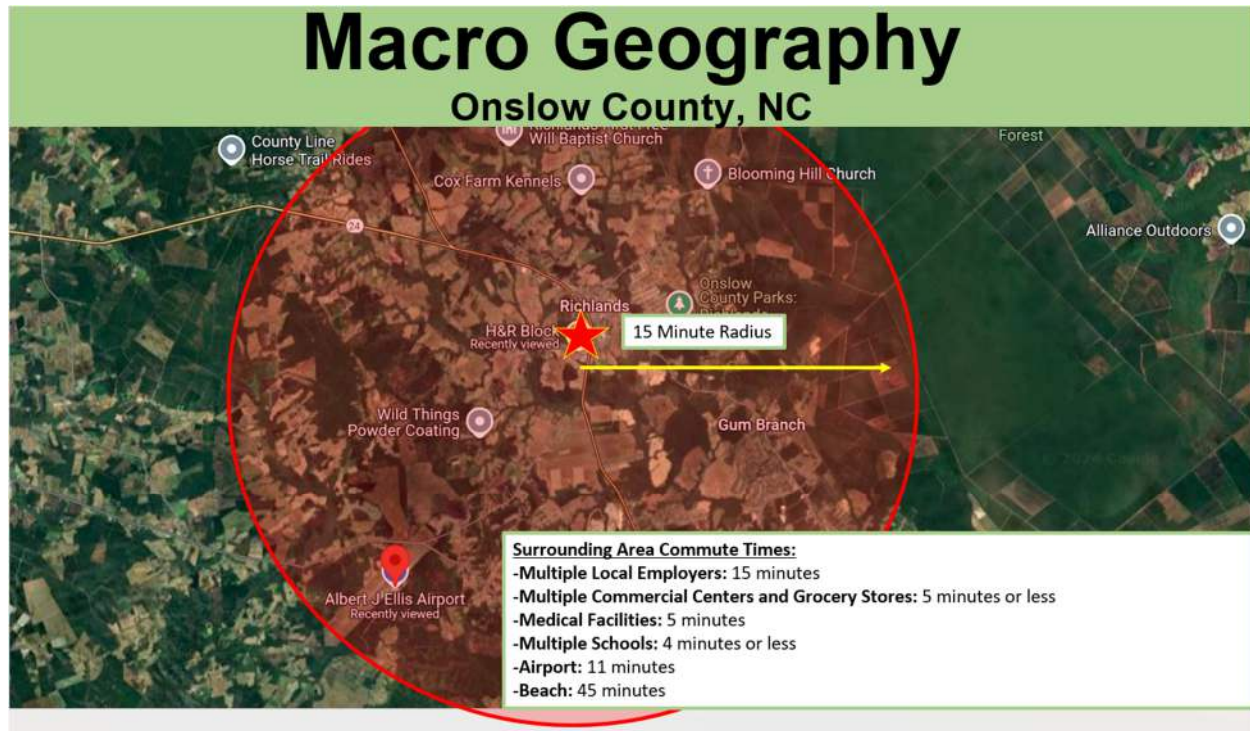 Macro Geography
Onslow County, NC
County Line
Horse Trail Rides
Richlands First Free
Will Baptist Church
Cox Farm Kennels
Blooming Hill Church
Forest
Alliance Outdoors
24
Richlands
Onslow
County Parks:
H&R Block
Recently viewed
15 Minute Radius
Wild Things
Powder Coating
Gum Branch
Albert J Ellis Airport
Recently viewed
Surrounding Area Commute Times:
-Multiple Local Employers: 15 minutes
-Multiple Commercial Centers and Grocery Stores: 5 minutes or less
-Medical Facilities: 5 minutes
-Multiple Schools: 4 minutes or less
-Airport: 11 minutes
-Beach: 45 minutes